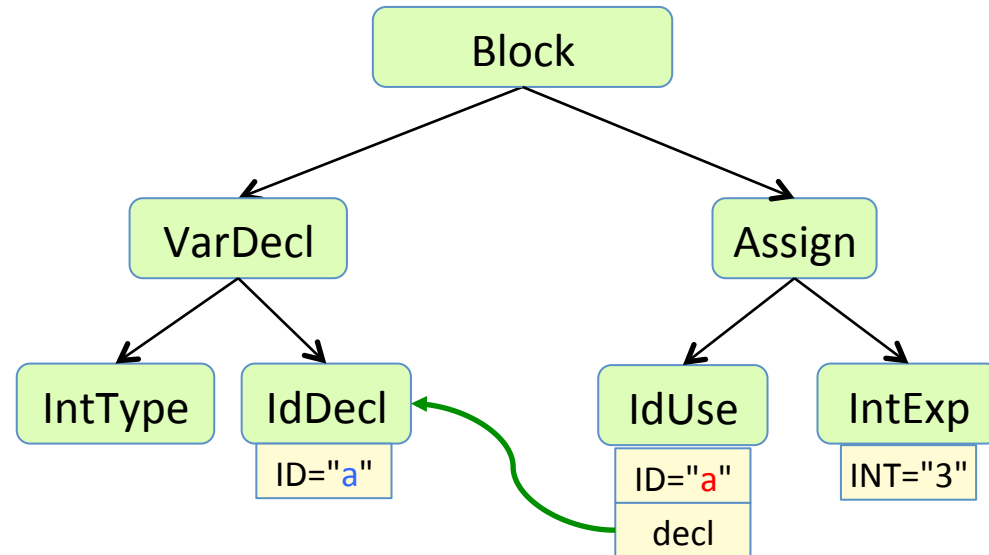 Block
VarDecl
Assign
IntType
IdDecl
IdUse
IntExp
ID="a"
ID="a"
INT="3"
decl